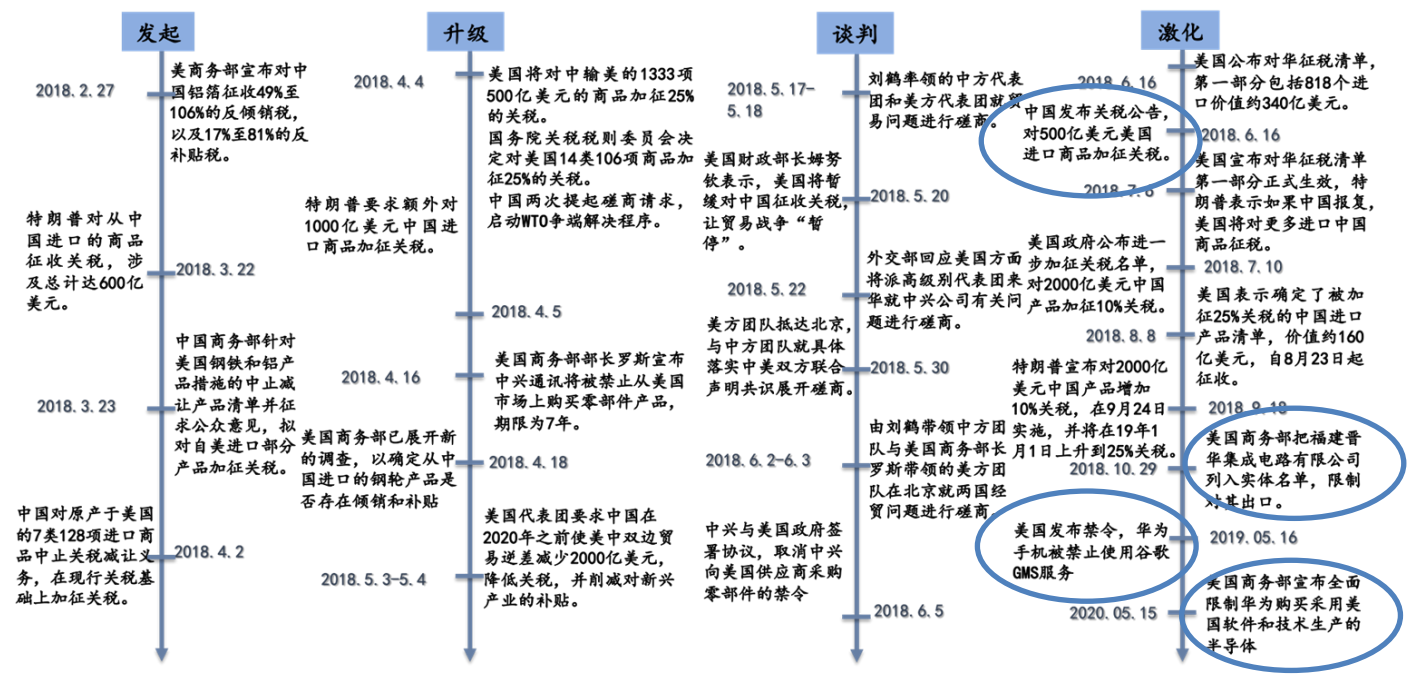 发起
2018.2.27
美商务部宣布对中
国铝箔征收49%至
106%的反倾销税,
以及17%至81%的反
补贴税。
特朗普对从中
国进口的商品
征收关税,涉
及总计达600亿
美元。
2018.3.22
中国商务部针对
美国钢铁和铝产
品措施的中止减
让产品清单并征
求公众意见,拟
对自美进口部分
产品加征关税。
2018.3.23
中国对原产于美国
的7类128项进口商
品中止关税减让义
务,在现行关税基
础上加征关税。
2018.4.2
升级
2018.4.4
美国将对中输美的1333项
500亿美元的商品加征25%
的关税。
国务院关税税则委员会决
定对美国14类106项商品加
征25%的关税。
中国两次提起磋商请求,
启动WTO争端解决程序。
特朗普要求额外对
1000亿美元中国进
口商品加征关税。
2018.4.5
2018.4.16
美国商务部部长罗斯宣布
中兴通讯将被禁止从美国
市场上购买零部件产品,
期限为7年。
美国商务部已展开新
的调查,以确定从中
国进口的钢轮产品是
否存在倾销和补贴
2018.4.18
美国代表团要求中国在
2020年之前使美中双边贸
易逆差减少2000亿美元,
降低关税,并削减对新兴
产业的补贴。
2018.5.3-5.4
谈判
2018.5.17-
5.18
刘鹤率领的中方代表
团和美方代表团就贸
易问题进行磋商。
美国财政部长姆努
钦表示,美国将暂
缓对中国征收关税,
让贸易战争“暂
停”。
2018.5.20
2018.5.22
外交部回应美国方面
将派高级别代表团来
华就中兴公司有关问
题进行磋商。
美方团队抵达北京,
与中方团队就具体
落实中美双方联合
声明共识展开磋商。
2018.5.30
2018.6.2-6.3
由刘鹤带领中方团
队与美国商务部长
罗斯带领的美方团
队在北京就两国经
贸问题进行磋商。
中兴与美国政府签
署协议,取消中兴
向美国供应商采购
零部件的禁令
2018.6.5
激化
2018.6.16
美国公布对华征税清单,
第一部分包括818个进
口价值约340亿美元。
中国发布关税公告,
对500亿美元美国
进口商品加征关税。
2018.6.16
2018.7.6
美国宣布对华征税清单
第一部分正式生效,特
朗普表示如果中国报复,
美国将对更多进口中国
商品征税。
美国政府公布进一
步加征关税名单,
对2000亿美元中国
产品加征10%关税。
2018.7.10
2018.8.8
美国表示确定了被加
征25%关税的中国进口
产品清单,价值约160
亿美元,自8月23日起
征收。
特朗普宣布对2000亿
美元中国产品增加
10%关税,在9月24日
实施,并将在19年1
月1日上升到25%关税。
2018.9.18
2018.10.29
美国商务部把福建晋
华集成电路有限公司
列入实体名单,限制
对其出口。
美国发布禁令,华为
手机被禁止使用谷歌
GMS服务
2019.05.16
2020.05.15
美国商务部宣布全面
限制华为购买采用美
国软件和技术生产的
半导体